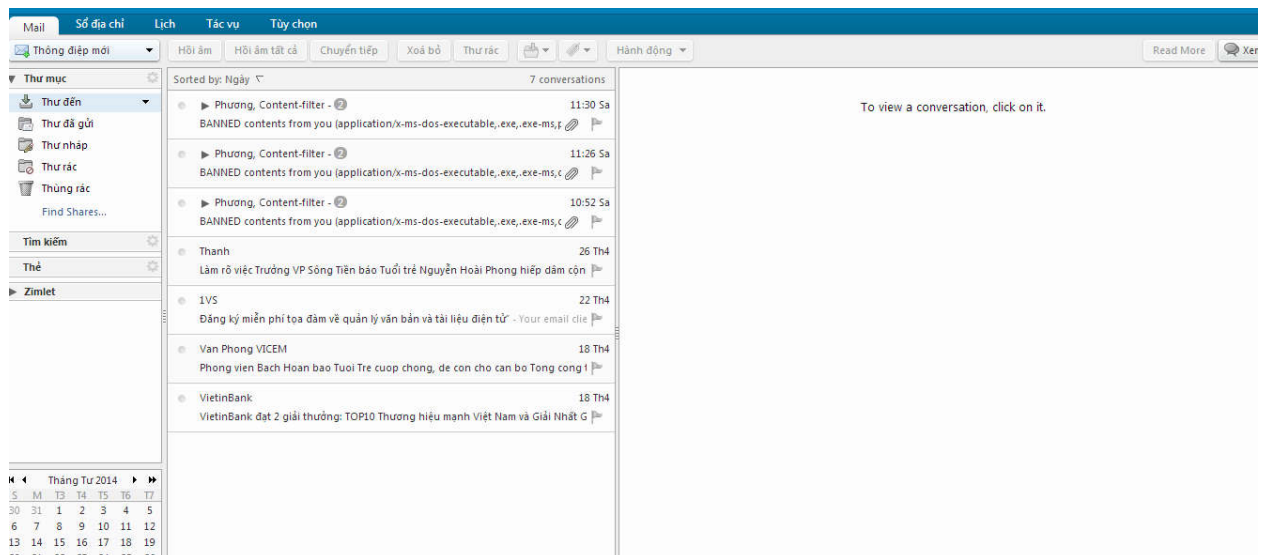 Mail Sổ địa chỉ Lịch Tác vụ Tùy chọn
Thông điệp mới Hồi âm Hồi âm tất cả Chuyển tiếp Xoá bỏ Thư rác Hành động Read More
Thư mục
Thư đến
Thư đã gửi
Thư nháp
Thư rác
Thùng rác
Find Shares...
Tìm kiếm
Thẻ
Zimlet
Sorted by: Ngày 7 conversations
Phương, Content-filter - 2 11:30 Sa
BANNED contents from you (application/x-ms-dos-executable,.exe,.exe-ms,
Phương, Content-filter - 2 11:26 Sa
BANNED contents from you (application/x-ms-dos-executable,.exe,.exe-ms,
Phương, Content-filter - 2 10:52 Sa
BANNED contents from you (application/x-ms-dos-executable,.exe,.exe-ms,
Thanh 26 Th4
Làm rõ việc Trưởng VP Sông Tiền báo Tuổi trẻ Nguyễn Hoài Phong hiếp dâm côn
1VS 22 Th4
Đăng ký miễn phí tọa đàm về quản lý văn bản và tài liệu điện tử" - Your email clie
Van Phong VICEM 18 Th4
Phong vien Bach Hoan bao Tuoi Tre cuop chong, de con cho can bo Tong cong t
VietinBank 18 Th4
VietinBank đạt 2 giải thưởng: TOP10 Thương hiệu mạnh Việt Nam và Giải Nhất G
To view a conversation, click on it.
Tháng Tư 2014
S M T3 T4 T5 T6 T7
30 31 1 2 3 4 5
6 7 8 9 10 11 12
13 14 15 16 17 18 19